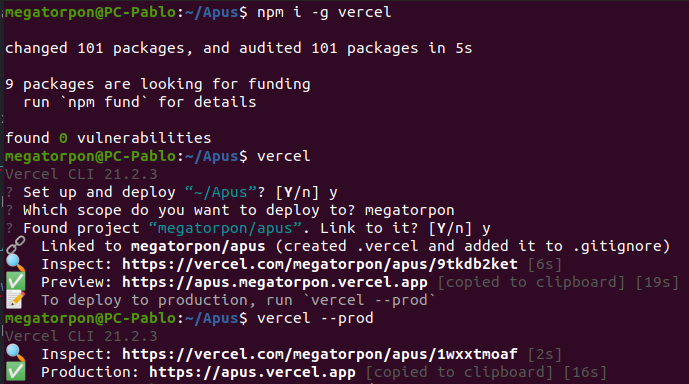 megatorpon@PC-Pablo:~/Apus$ npm i -g vercel
changed 101 packages, and audited 101 packages in 5s
9 packages are looking for funding
  run `npm fund` for details
found 0 vulnerabilities
megatorpon@PC-Pablo:~/Apus$ vercel
Vercel CLI 21.2.3
? Set up and deploy “~/Apus”? [Y/n] y
? Which scope do you want to deploy to? megatorpon
? Found project “megatorpon/apus”. Link to it? [Y/n] y
🔗  Linked to megatorpon/apus (created .vercel and added it to .gitignore)
🔍  Inspect: https://vercel.com/megatorpon/apus/9tkdb2ket [6s]
✅  Preview: https://apus.megatorpon.vercel.app [copied to clipboard] [19s]
📝  To deploy to production, run `vercel --prod`
megatorpon@PC-Pablo:~/Apus$ vercel --prod
Vercel CLI 21.2.3
🔍  Inspect: https://vercel.com/megatorpon/apus/1wxxtmoaf [2s]
✅  Production: https://apus.vercel.app [copied to clipboard] [16s]